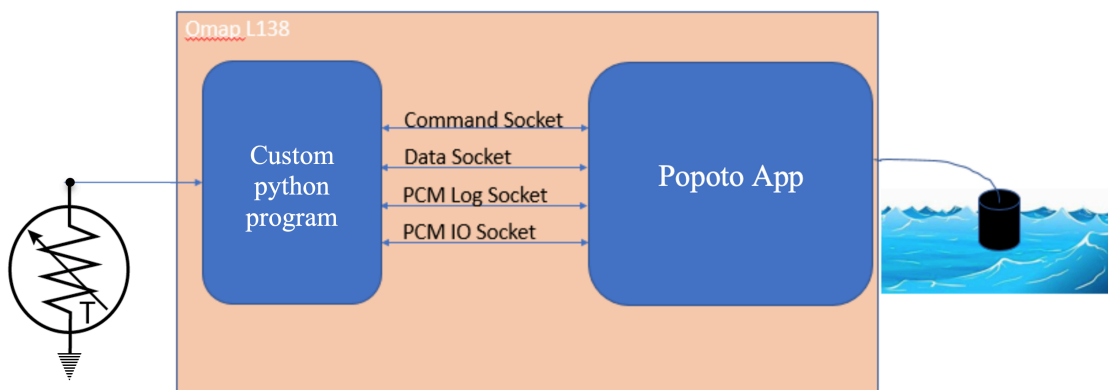 Omap L138
Custom
python
program
Command Socket
Data Socket
PCM Log Socket
PCM IO Socket
Popoto App
T